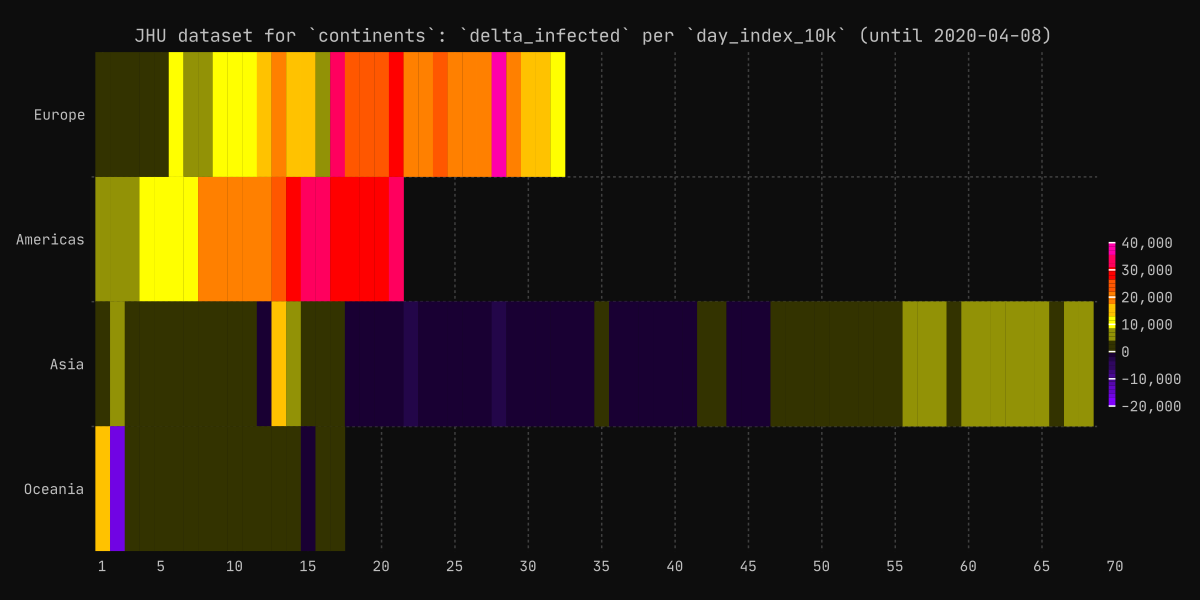 JHU dataset for `continents`: `delta_infected` per `day_index_10k` (until 2020-04-08)
Europe
Americas
Asia
Oceania
40,000
30,000
20,000
10,000
0
-10,000
-20,000
1 5 10 15 20 25 30 35 40 45 50 55 60 65 70